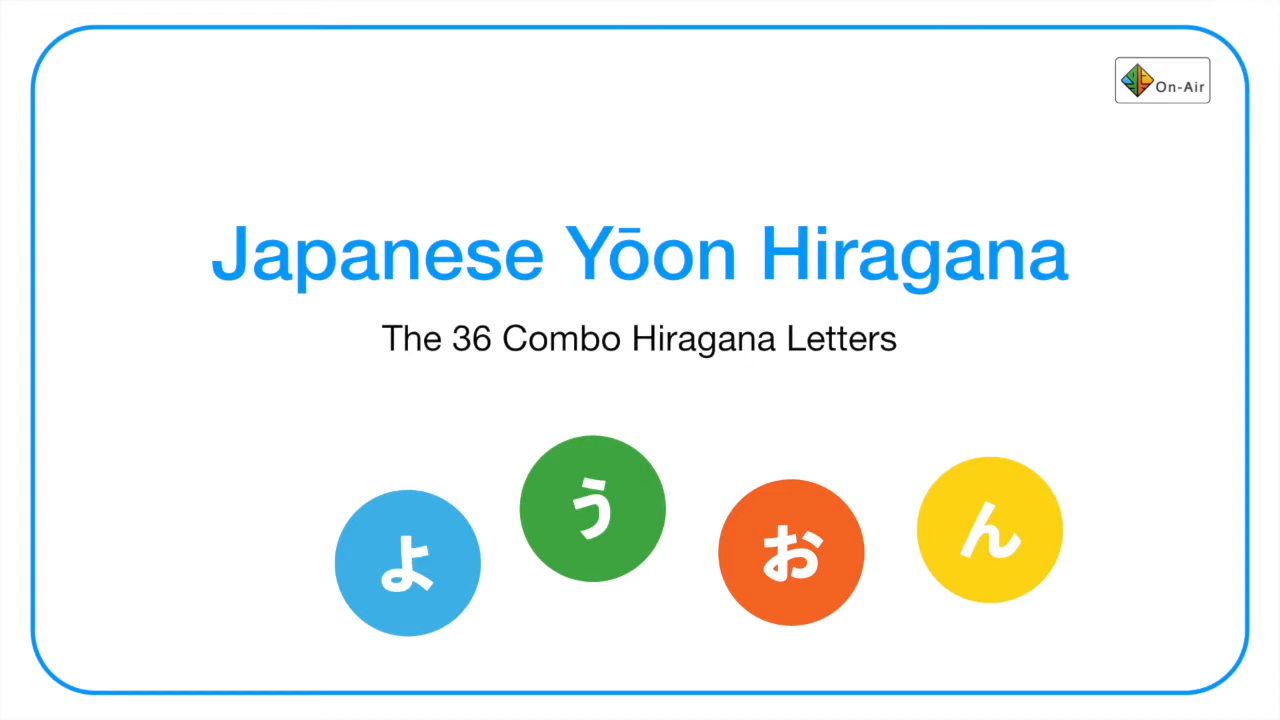 On-Air
Japanese Yōon Hiragana
The 36 Combo Hiragana Letters
よ う お ん